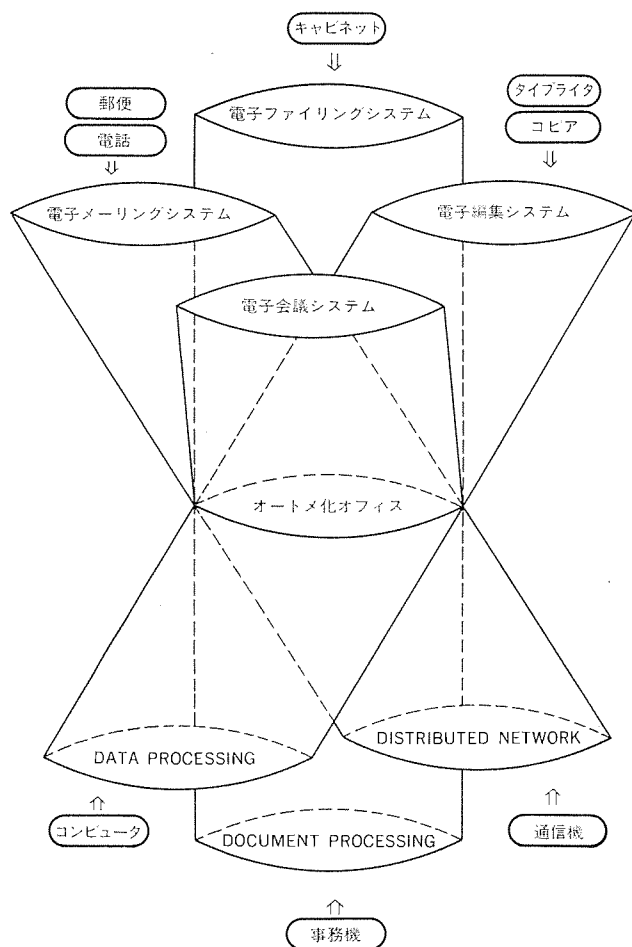 キャビネット
電子ファイリングシステム
郵便
電話
タイプライタ
コピア
電子メーリングシステム
電子編集システム
電子会議システム
オートメ化オフィス
DATA PROCESSING
DISTRIBUTED NETWORK
コンピュータ
DOCUMENT PROCESSING
通信機
事務機